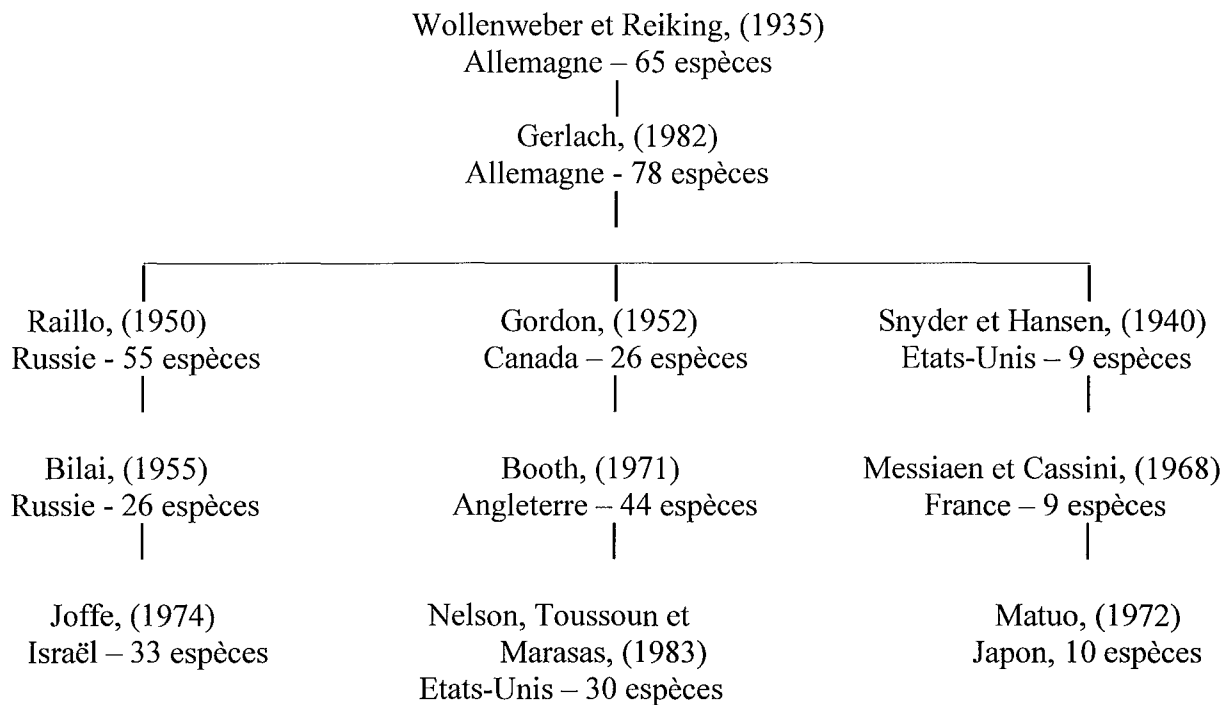 Wollenweber et Reiking, (1935)
Allemagne – 65 espèces
Gerlach, (1982)
Allemagne - 78 espèces
Raillo, (1950)
Russie - 55 espèces
Gordon, (1952)
Canada – 26 espèces
Snyder et Hansen, (1940)
Etats-Unis – 9 espèces
Bilai, (1955)
Russie - 26 espèces
Booth, (1971)
Angleterre – 44 espèces
Messiaen et Cassini, (1968)
France – 9 espèces
Joffe, (1974)
Israël – 33 espèces
Nelson, Toussoun et
Marasas, (1983)
Etats-Unis – 30 espèces
Matuo, (1972)
Japon, 10 espèces